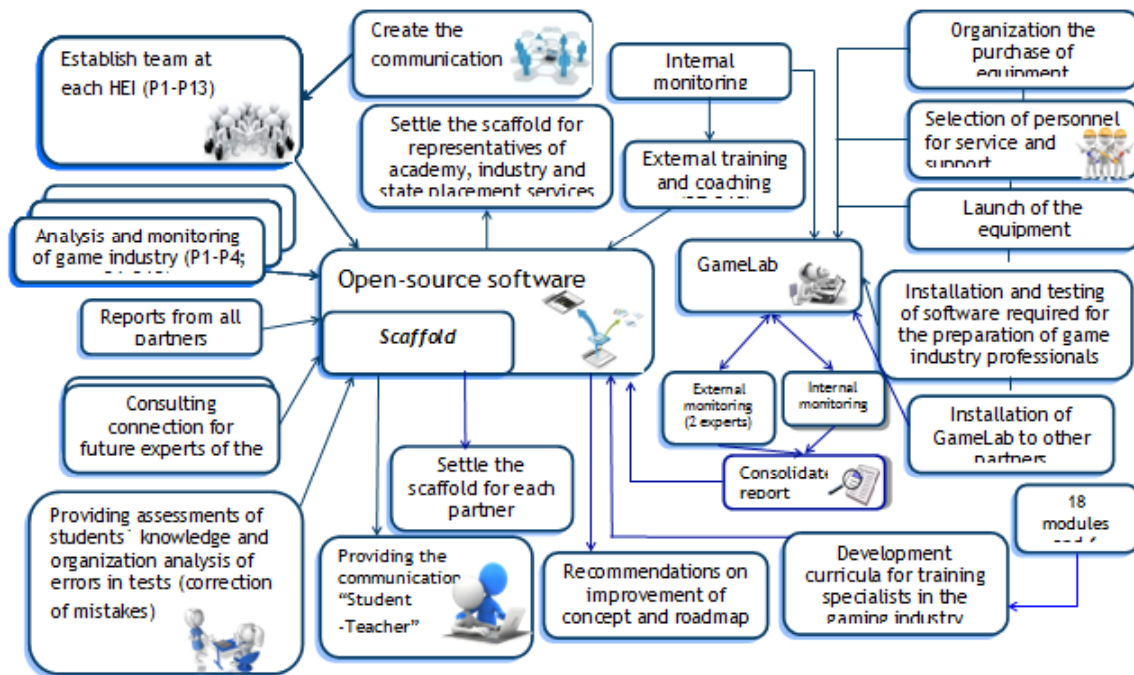 Establish team at
each HEI (P1-P13)
Create the
communication
Internal
monitoring
Organization the
purchase of
equipment
Settle the scaffold for
representatives of
academy, industry and
state placement services
External training
and coaching
Selection of personnel
for service and
support
Launch of the
equipment
Analysis and monitoring
of game industry (P1-P4;
Open-source software
Scaffold
GameLab
Reports from all
partners
Installation and testing
of software required for
the preparation of game
industry professionals
Consulting
connection for
future experts of the
External
monitoring
(2 experts)
Internal
monitoring
Installation of
GameLab to other
partners
Settle the
scaffold for each
partner
Consolidate
report
18
modules
Providing assessments of
students` knowledge and
organization analysis of
errors in tests (correction
of mistakes)
Providing the
communication
“Student
-Teacher”
Recommendations on
improvement of
concept and roadmap
Development
curricula for training
specialists in the
gaming industry